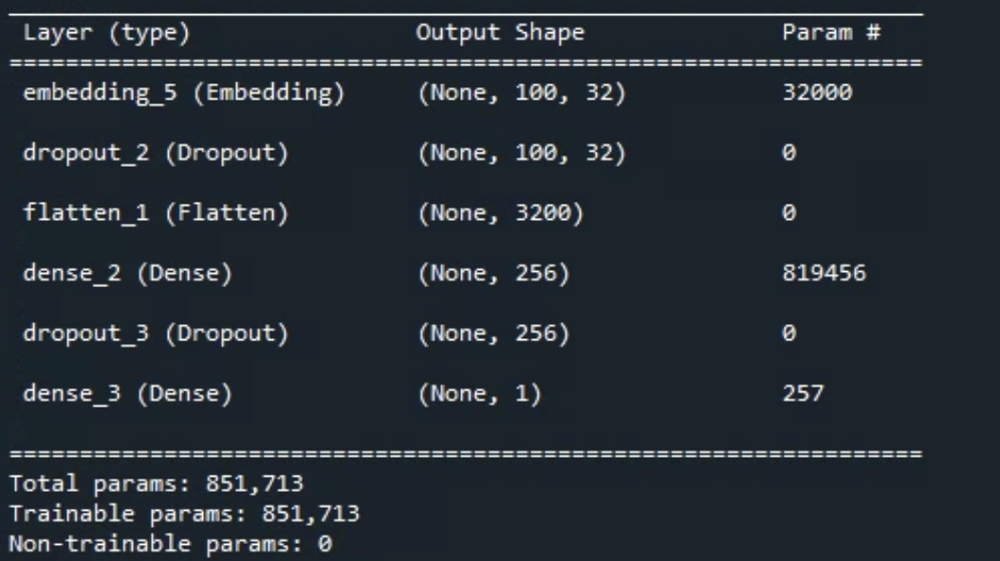 Layer (type) Output Shape Param #
=================================================================
embedding_5 (Embedding) (None, 100, 32) 32000
dropout_2 (Dropout) (None, 100, 32) 0
flatten_1 (Flatten) (None, 3200) 0
dense_2 (Dense) (None, 256) 819456
dropout_3 (Dropout) (None, 256) 0
dense_3 (Dense) (None, 1) 257
=================================================================
Total params: 851,713
Trainable params: 851,713
Non-trainable params: 0